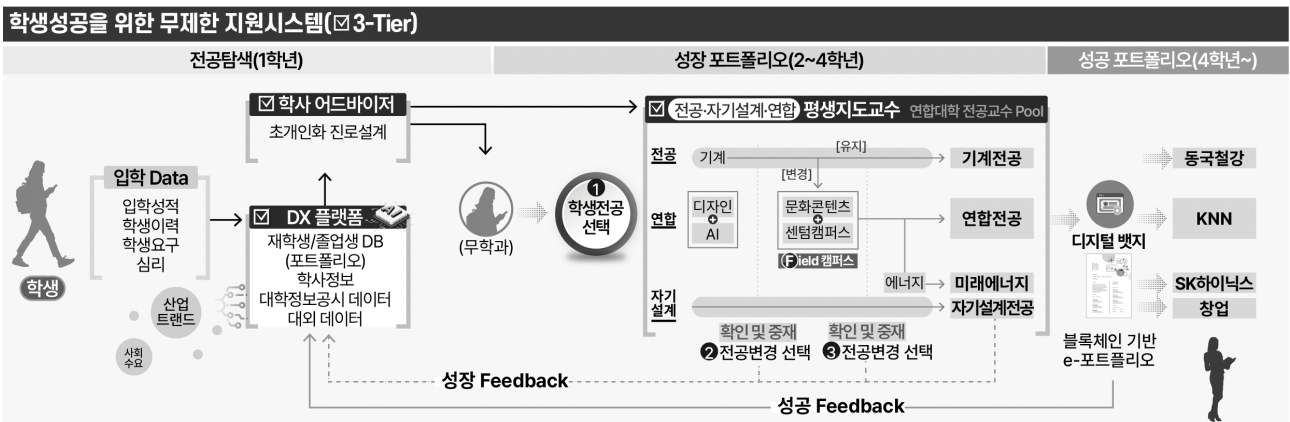 학생성공을 위한 무제한 지원시스템(☑3-Tier)
전공탐색(1학년)
성장 포트폴리오(2~4학년)
성공 포트폴리오(4학년~)
☑ 학사 어드바이저
초개인화 진로설계
입학 Data
입학성적
학생이력
학생요구
심리
학생
산업
트랜드
사회
수요
☑ DX 플랫폼
AI
재학생/졸업생 DB
(포트폴리오)
학사정보
대학정보공시 데이터
대외 데이터
(무학과)
❶
학생전공
선택
☑ 전공·자기설계·연합 평생지도교수 연합대학 전공교수 Pool
전공
기계
[유지]
[변경]
기계전공
연합
디자인
+
AI
문화콘텐츠
+
센텀캠퍼스
Field 캠퍼스
연합전공
에너지
미래에너지
자기
설계
자기설계전공
확인 및 중재
❷전공변경 선택
확인 및 중재
❸전공변경 선택
디지털 뱃지
블록체인 기반
e-포트폴리오
동국철강
KNN
SK하이닉스
창업
성장 Feedback
성공 Feedback